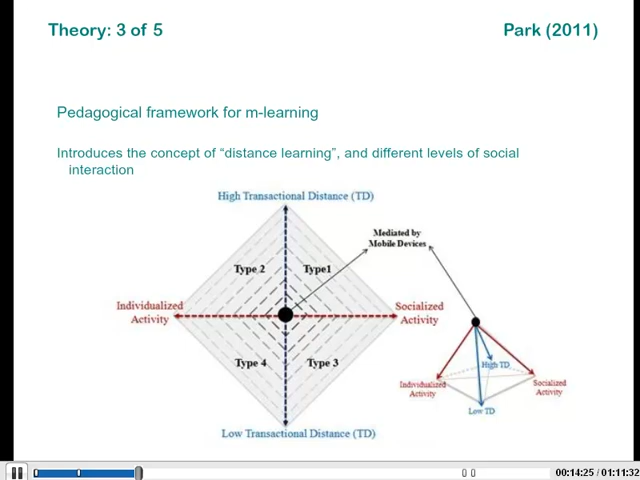 Theory: 3 of 5
Park (2011)
Pedagogical framework for m-learning
Introduces the concept of “distance learning”, and different levels of social
interaction
High Transactional Distance (TD)
Mediated by
Mobile Devices
Type 2
Type1
Individualized
Activity
Socialized
Activity
Type 4
Type 3
High TD
Individualized
Activity
Socialized
Activity
Low TD
Low Transactional Distance (TD)
00:14:25 / 01:11:32